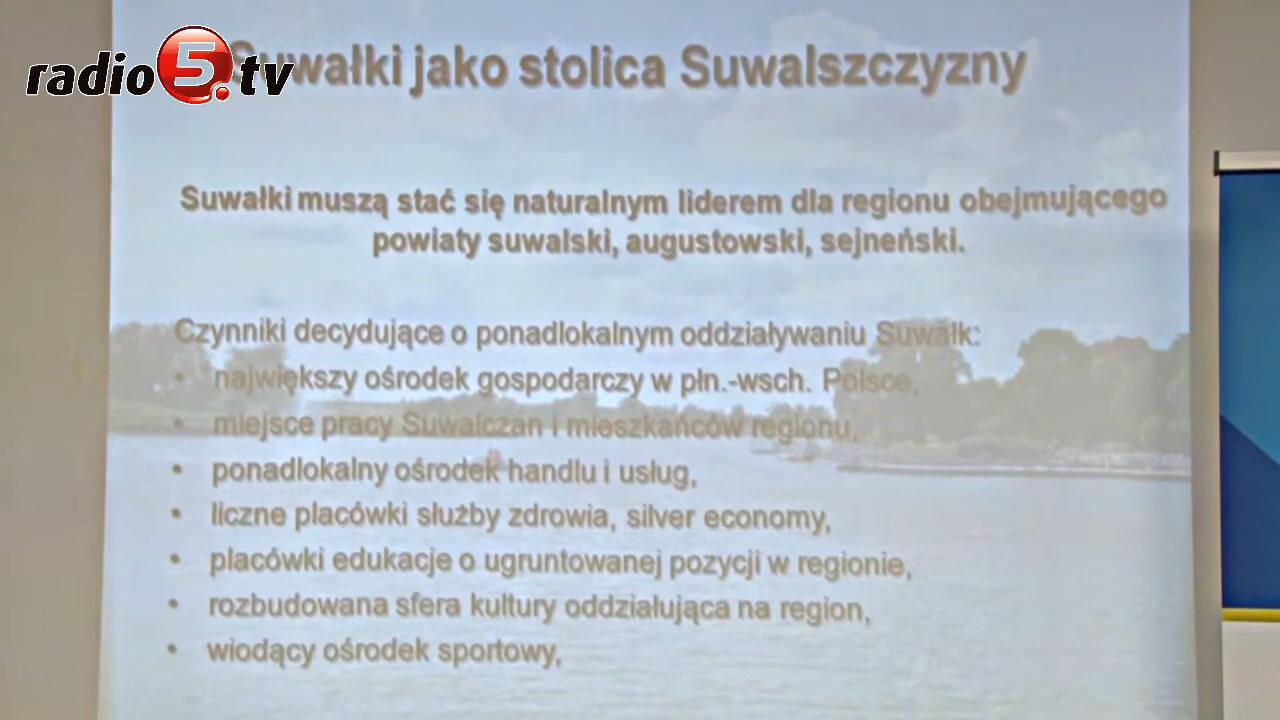 radio5.tv
Suwałki jako stolica Suwalszczyzny
Suwałki muszą stać się naturalnym liderem dla regionu obejmującego
powiaty suwalski, augustowski, sejneński.
Czynniki decydujące o ponadlokalnym oddziaływaniu Suwałk:
• największy ośrodek gospodarczy w płn.-wsch. Polsce,
• miejsce pracy Suwalczan i mieszkańców regionu,
• ponadlokalny ośrodek handlu i usług,
• liczne placówki służby zdrowia, silver economy,
• placówki edukacje o ugruntowanej pozycji w regionie,
• rozbudowana sfera kultury oddziałująca na region,
• wiodący ośrodek sportowy,